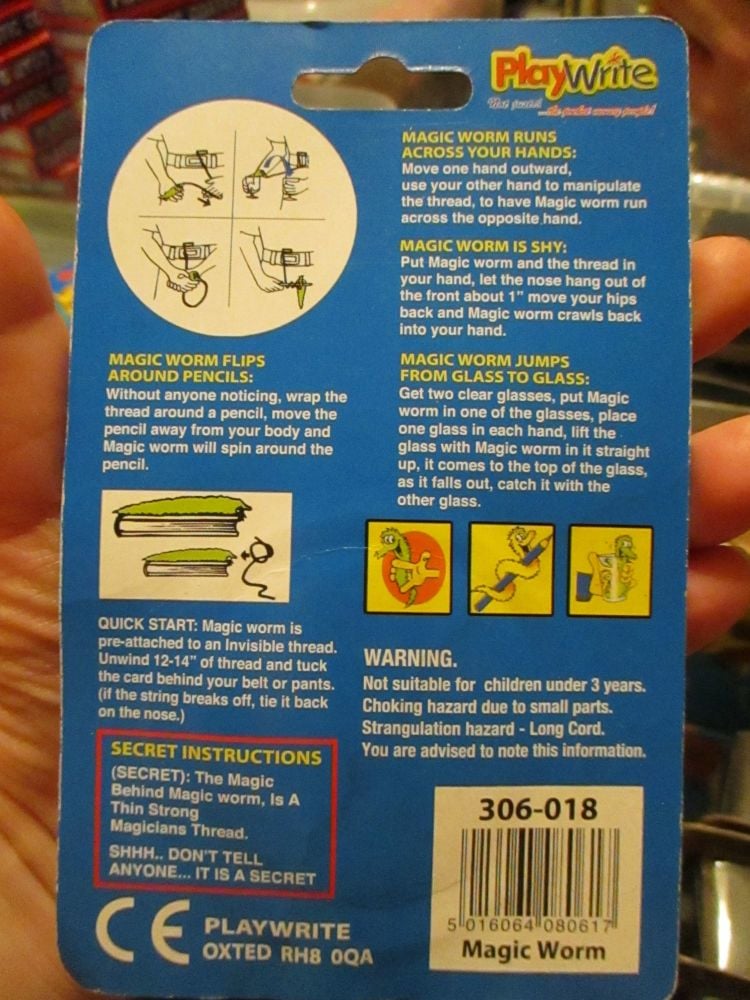 PlayWrite
...the pocket money people!
MAGIC WORM RUNS
ACROSS YOUR HANDS:
Move one hand outward,
use your other hand to manipulate
the thread, to have Magic worm run
across the opposite hand.
MAGIC WORM IS SHY:
Put Magic worm and the thread in
your hand, let the nose hang out of
the front about 1" move your hips
back and Magic worm crawls back
into your hand.
MAGIC WORM FLIPS
AROUND PENCILS:
Without anyone noticing, wrap the
thread around a pencil, move the
pencil away from your body and
Magic worm will spin around the
pencil.
MAGIC WORM JUMPS
FROM GLASS TO GLASS:
Get two clear glasses, put Magic
worm in one of the glasses, place
one glass in each hand, lift the
glass with Magic worm in it straight
up, it comes to the top of the glass,
as it falls out, catch it with the
other glass.
QUICK START: Magic worm is
pre-attached to an Invisible thread.
Unwind 12-14" of thread and tuck
the card behind your belt or pants.
(if the string breaks off, tie it back
on the nose.)
WARNING.
Not suitable for children under 3 years.
Choking hazard due to small parts.
Strangulation hazard - Long Cord.
You are advised to note this information.
SECRET INSTRUCTIONS
(SECRET): The Magic
Behind Magic worm, Is A
Thin Strong
Magicians Thread.
SHHH.. DON'T TELL
ANYONE... IT IS A SECRET
CE PLAYWRITE
OXTED RH8 0QA
306-018
5 016064 080617
Magic Worm